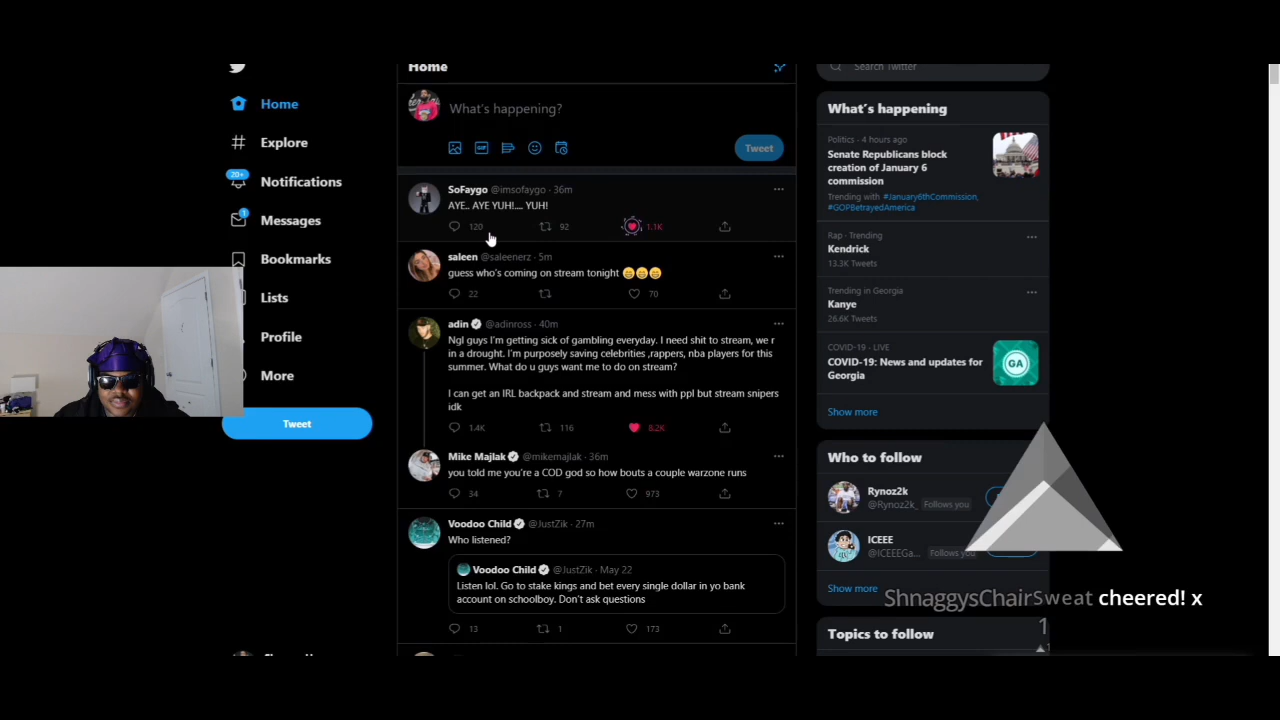 Home
Explore
Notifications
20+
Messages
1
Bookmarks
Lists
Profile
More
Tweet
Home
What's happening?
GIF
Tweet
SoFaygo @imsofaygo · 36m
AYE.. AYE YUH!.... YUH!
120 92 1.1K
saleen @saleenerz · 5m
guess who's coming on stream tonight 😊😊😊
22 70
adin @adinross · 40m
Ngl guys I'm getting sick of gambling everyday. I need shit to stream, we r
in a drought. I'm purposely saving celebrities ,rappers, nba players for this
summer. What do u guys want me to do on stream?
I can get an IRL backpack and stream and mess with ppl but stream snipers
idk
1.4K 116 8.2K
Mike Majlak @mikemajlak · 36m
you told me you're a COD god so how bouts a couple warzone runs
34 7 973
Voodoo Child @JustZik · 27m
Who listened?
Voodoo Child @JustZik · May 22
Listen lol. Go to stake kings and bet every single dollar in yo bank
account on schoolboy. Don't ask questions
13 1 173
Search Twitter
What's happening
Politics · 4 hours ago
Senate Republicans block
creation of January 6
commission
Trending with #January6thCommission,
#GOPBetrayedAmerica
Rap · Trending
Kendrick
13.3K Tweets
Trending in Georgia
Kanye
26.6K Tweets
COVID-19 · LIVE
COVID-19: News and updates for
Georgia
GA
Show more
Who to follow
Rynoz2k
@Rynoz2k_ Follows you
ICEEE
@ICEEEGa... Follows you
Show more
ShnaggysChairSweat cheered! x
1
Topics to follow